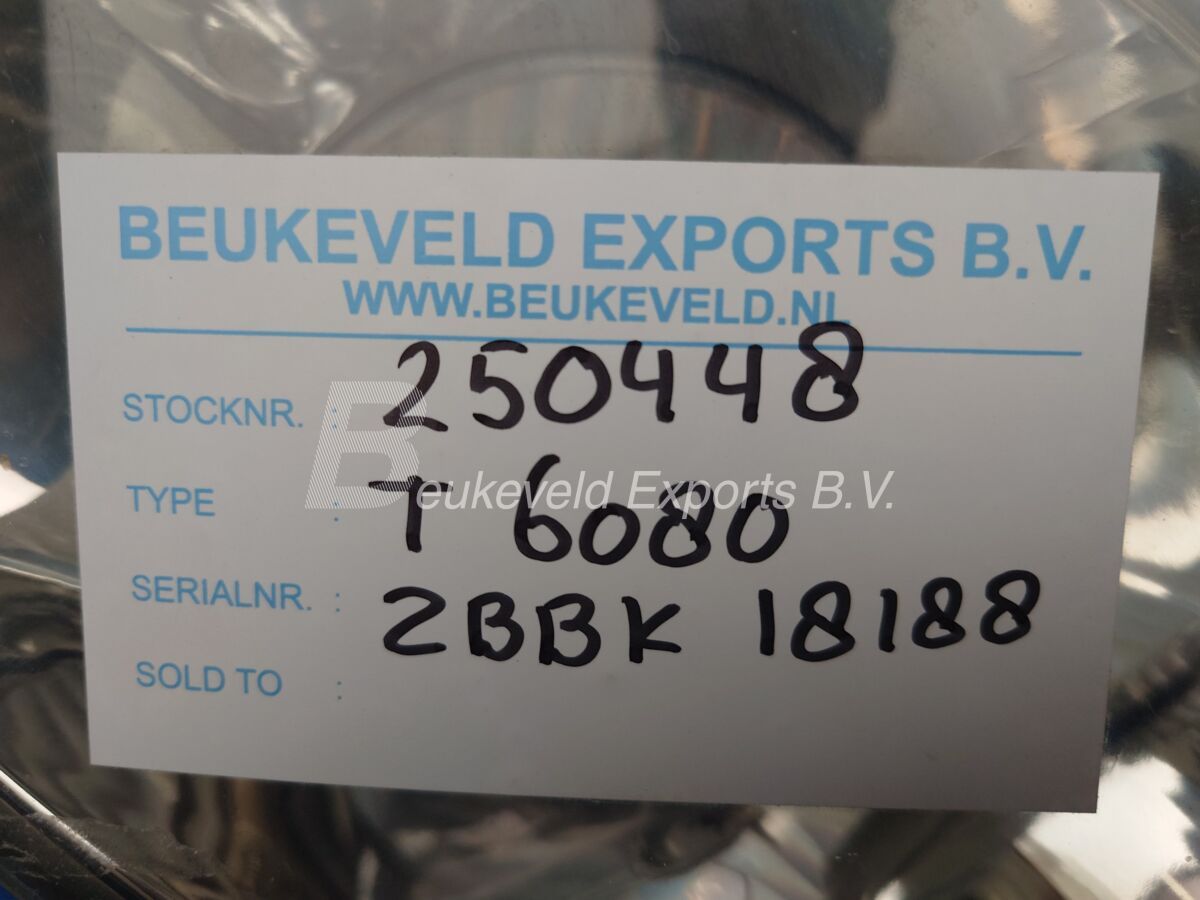 BEUKEVELD EXPORTS B.V.
WWW.BEUKEVELD.NL
STOCKNR. : 250448
Beukeveld Exports B.V.
TYPE : T 6080
SERIALNR. : ZBBK 18188
SOLD TO :